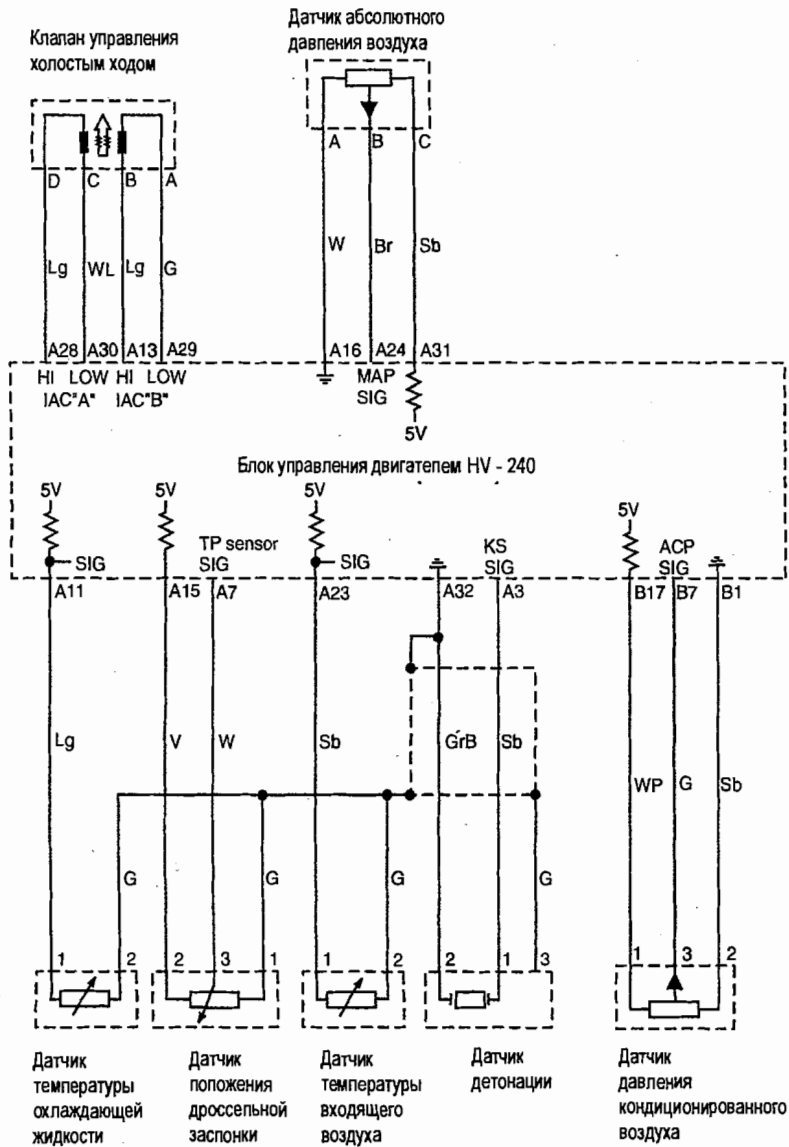 Клапан управления
холостым ходом
Датчик абсолютного
давпения воздуха
D C B A
A B C
Lg WL Lg G
W Br Sb
A28 A30 A13 A29
A16 A24 A31
HI LOW HI LOW
IAC"A" IAC"B"
MAP
SIG
5V
Блок управления двигатепем HV - 240
5V 5V 5V 5V
SIG
TP sensor
SIG
SIG
KS
SIG
ACP
SIG
A11 A15 A7 A23 A32 A3 B17 B7 B1
Lg V W Sb GrB Sb
WP G Sb
G G G G
1 2 2 3 1 1 2 2 1 3 1 3 2
Датчик
температуры
охлаждающей
жидкости
Датчик
попожения
дроссельной
заспонки
Датчик
температуры
входящего
воздуха
Датчик
детонации
Датчик
давления
кондиционированного
воздуха